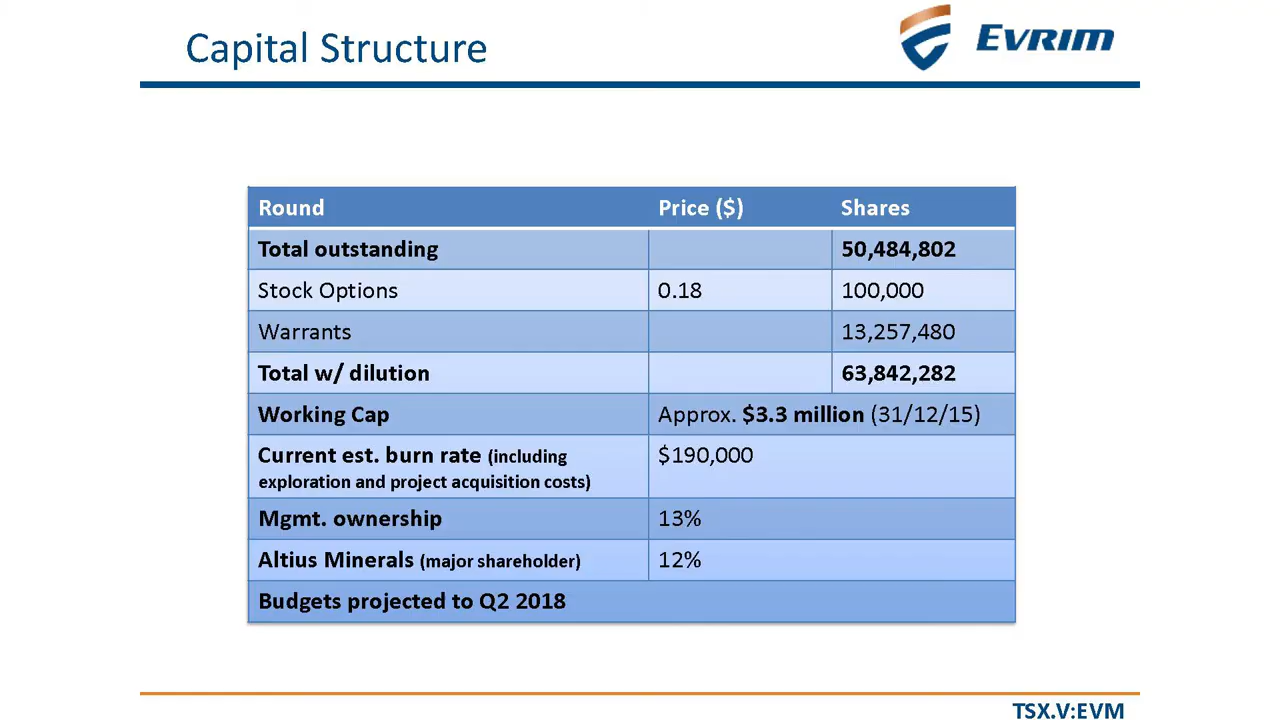 Capital Structure
EVRIM
Round Price ($) Shares
Total outstanding 50,484,802
Stock Options 0.18 100,000
Warrants 13,257,480
Total w/ dilution 63,842,282
Working Cap Approx. $3.3 million (31/12/15)
Current est. burn rate (including $190,000
exploration and project acquisition costs)
Mgmt. ownership 13%
Altius Minerals (major shareholder) 12%
Budgets projected to Q2 2018
TSX.V:EVM